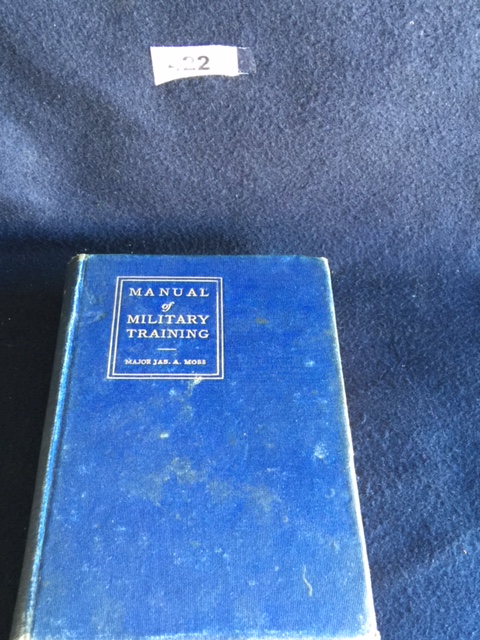 22
MANUAL
of
MILITARY
TRAINING
MAJOR JAS. A. MOSS